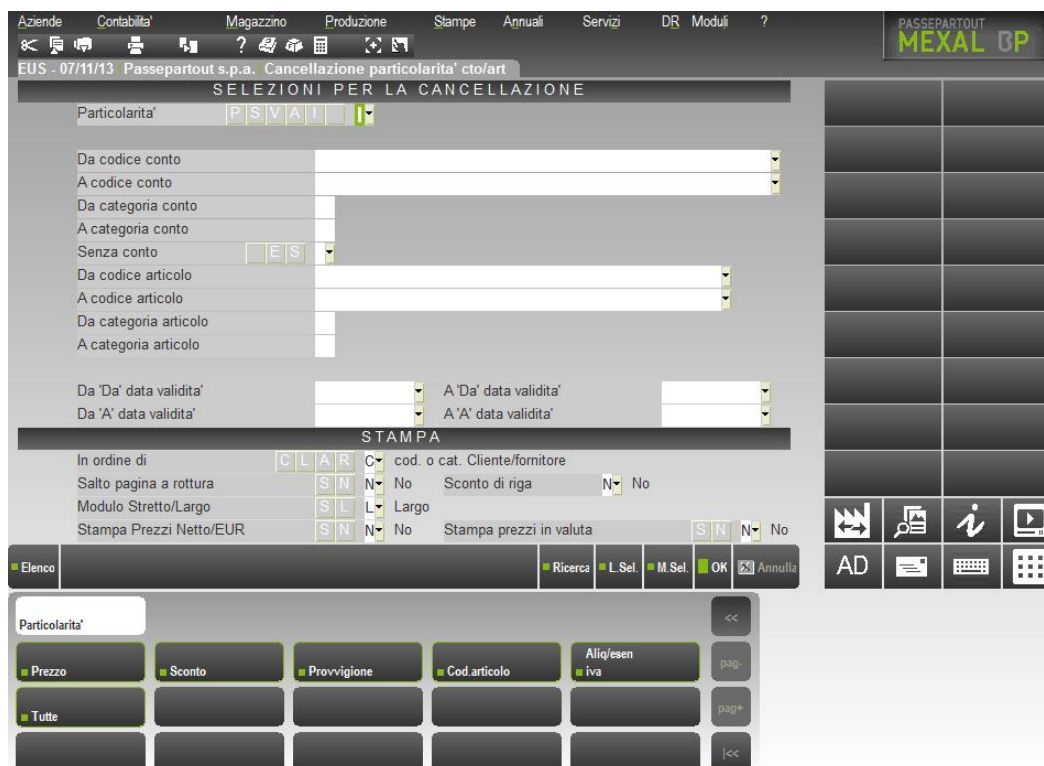 Aziende Contabilita' Magazzino Produzione Stampe Annuali Servizi DR Moduli ?
PASSEPARTOUT
MEXAL BP
EUS - 07/11/13 Passepartout s.p.a. Cancellazione particolarita' cto/art
SELEZIONI PER LA CANCELLAZIONE
Particolarita' P S V A I
Da codice conto
A codice conto
Da categoria conto
A categoria conto
Senza conto E S
Da codice articolo
A codice articolo
Da categoria articolo
A categoria articolo
Da 'Da' data validita' A 'Da' data validita'
Da 'A' data validita' A 'A' data validita'
STAMPA
In ordine di C L A R C cod. o cat. Cliente/fornitore
Salto pagina a rottura S N N No Sconto di riga N No
Modulo Stretto/Largo S L L Largo
Stampa Prezzi Netto/EUR S N N No Stampa prezzi in valuta S N N No
Elenco Ricerca L.Sel. M.Sel. OK Annulla
AD
Particolarita' <<
Prezzo Sconto Provvigione Cod.articolo Aliq/esen iva pag-
Tutte pag+
|<<